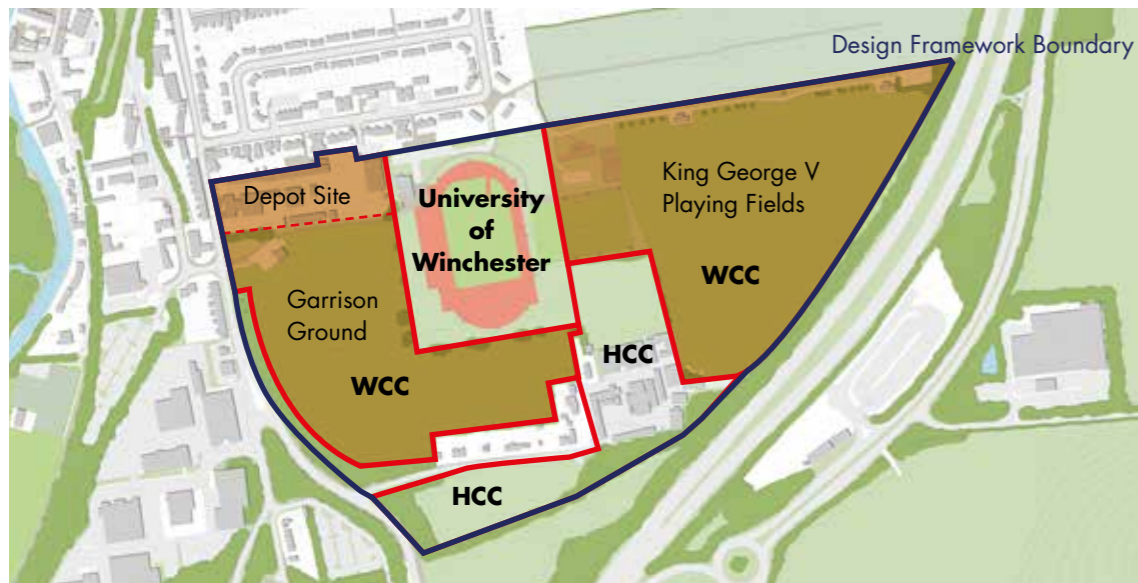 Design Framework Boundary
Depot Site
University
of
Winchester
King George V
Playing Fields
WCC
Garrison
Ground
WCC
HCC
HCC